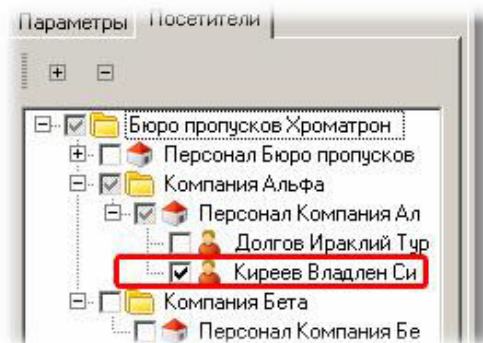 Параметры Посетители
Бюро пропусков Хроматрон
Персонал Бюро пропусков
Компания Альфа
Персонал Компания Ал
Долгов Ираклий Тур
Киреев Владлен Си
Компания Бета
Персонал Компания Бе